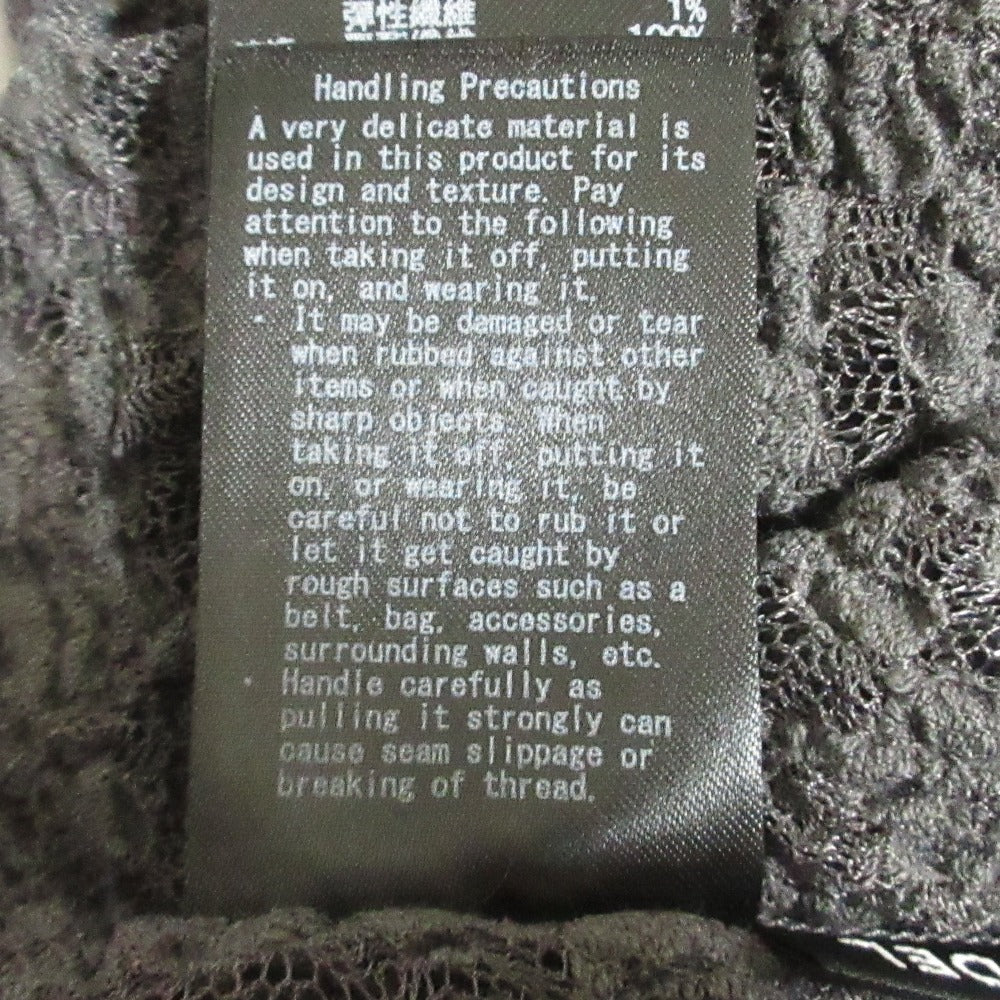 彈性纖維 1%
100%
Handling Precautions
A very delicate material is
used in this product for its
design and texture. Pay
attention to the following
when taking it off, putting
it on, and wearing it.
・ It may be damaged or tear
when rubbed against other
items or when caught by
sharp objects. When
taking it off, putting it
on, or wearing it, be
careful not to rub it or
let it get caught by
rough surfaces such as a
belt, bag, accessories,
surrounding walls, etc.
・ Handle carefully as
pulling it strongly can
cause seam slippage or
breaking of thread.
DEL